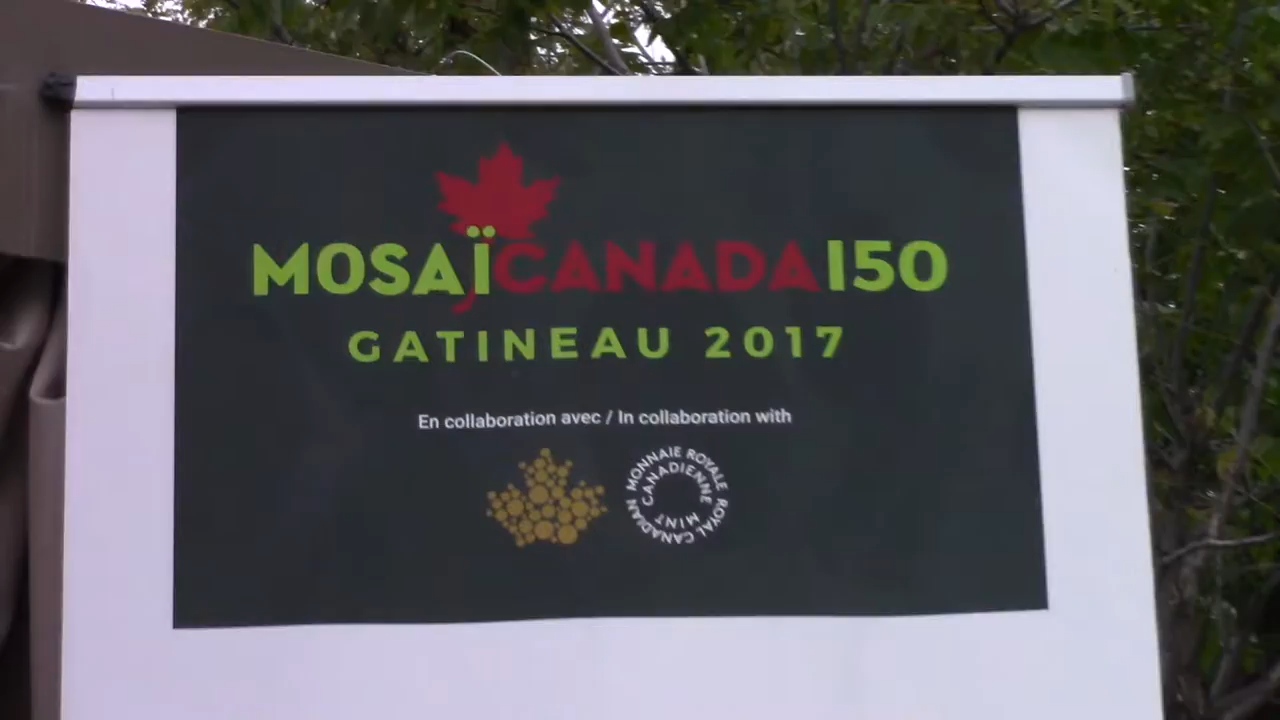 MOSAÏCANADA150
GATINEAU 2017
En collaboration avec / In collaboration with
MONNAIE ROYALE CANADIENNE
ROYAL CANADIAN MINT